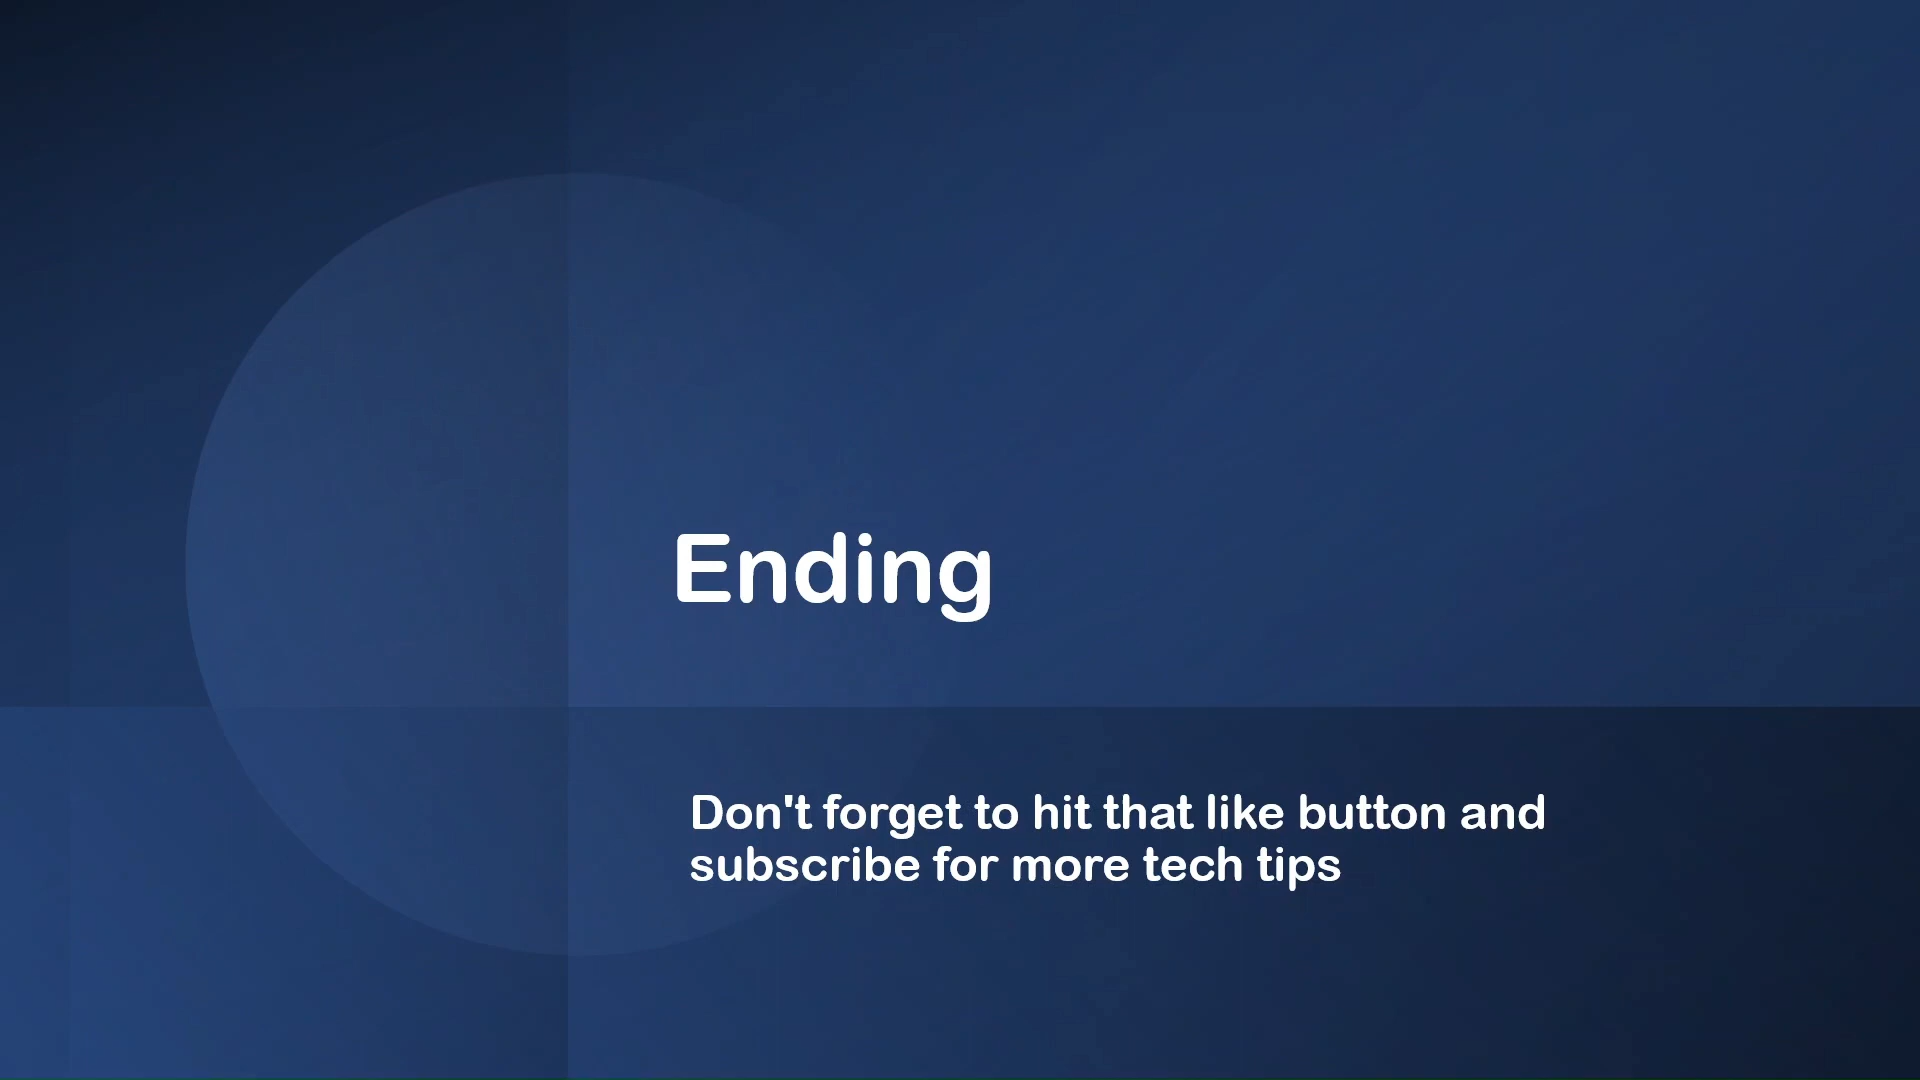 Ending
Don't forget to hit that like button and
subscribe for more tech tips